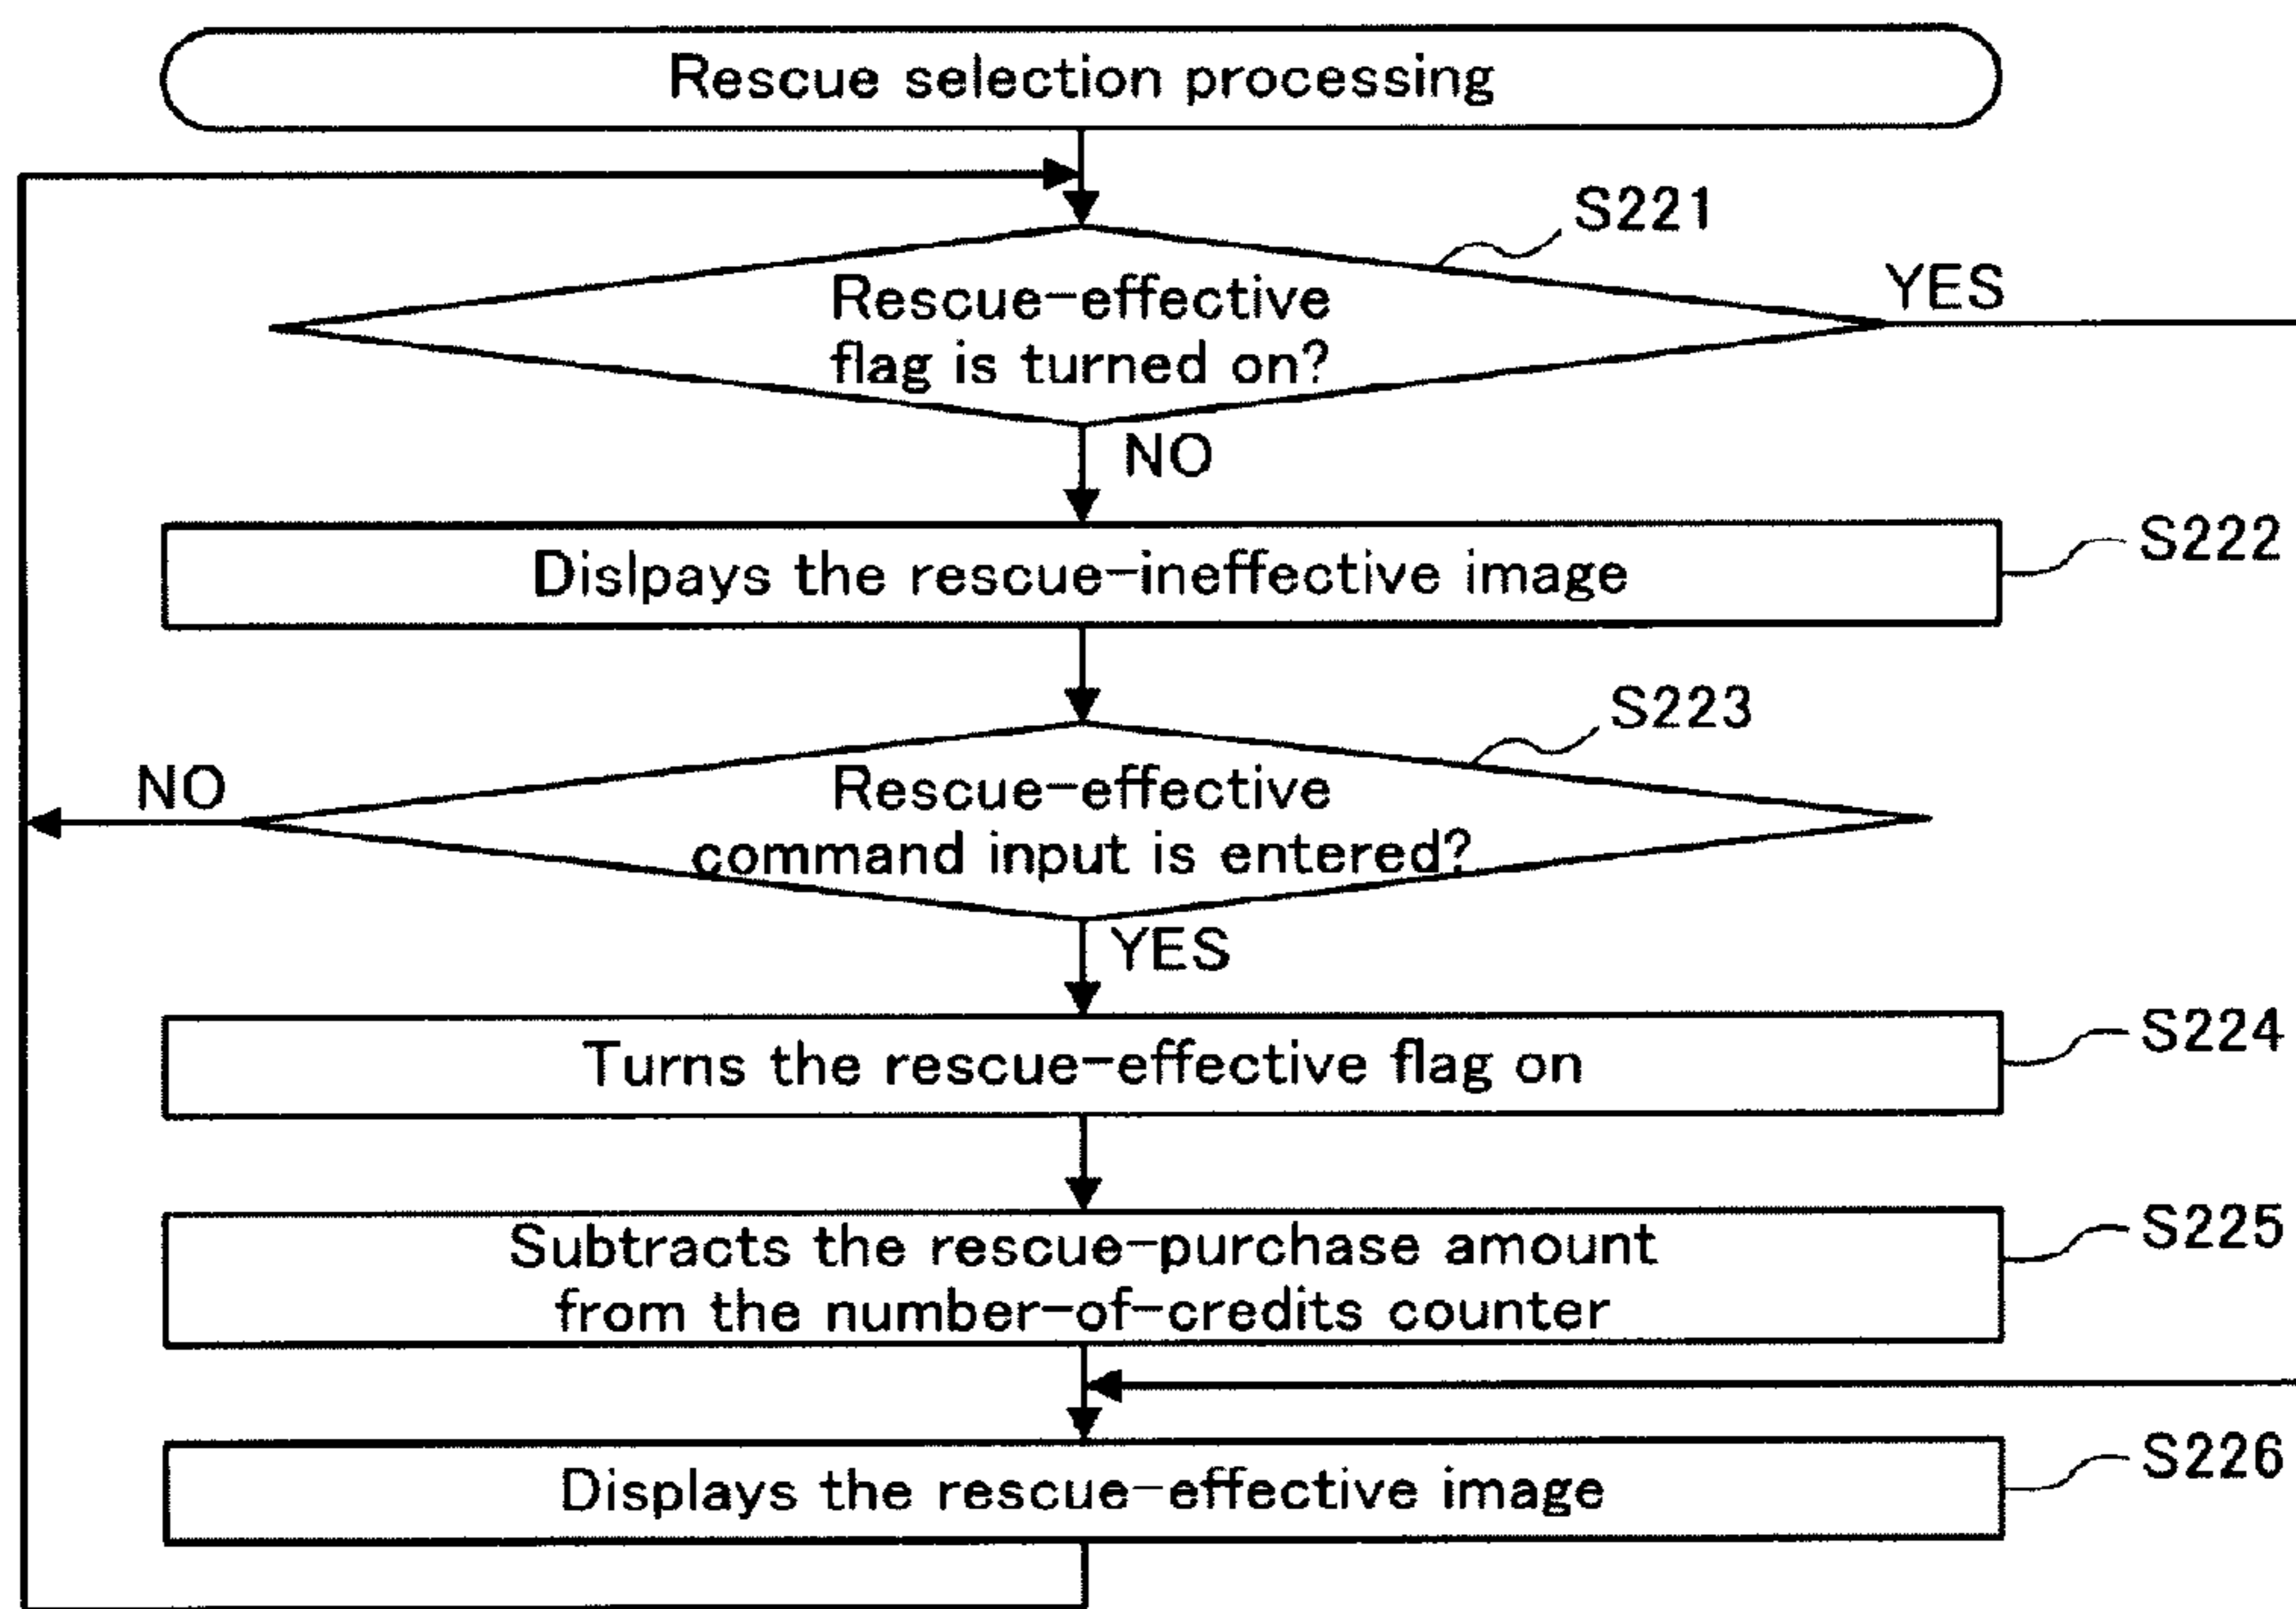 Rescue selection processing
S221
Rescue-effective
flag is turned on?
YES
NO
Dislpays the rescue-ineffective image
S222
S223
Rescue-effective
command input is entered?
NO
YES
Turns the rescue-effective flag on
S224
Subtracts the rescue-purchase amount
from the number-of-credits counter
S225
Displays the rescue-effective image
S226